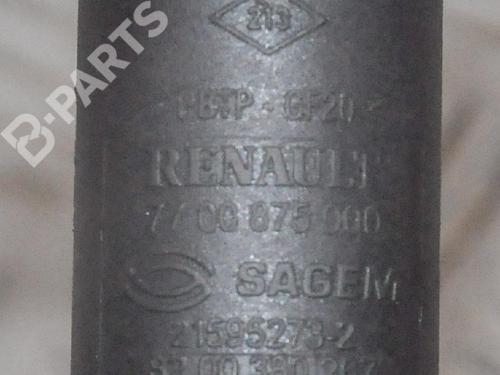 213
PBTP - GF20
RENAULT
7700875000
SAGEM
21595273-2
B-PARTS